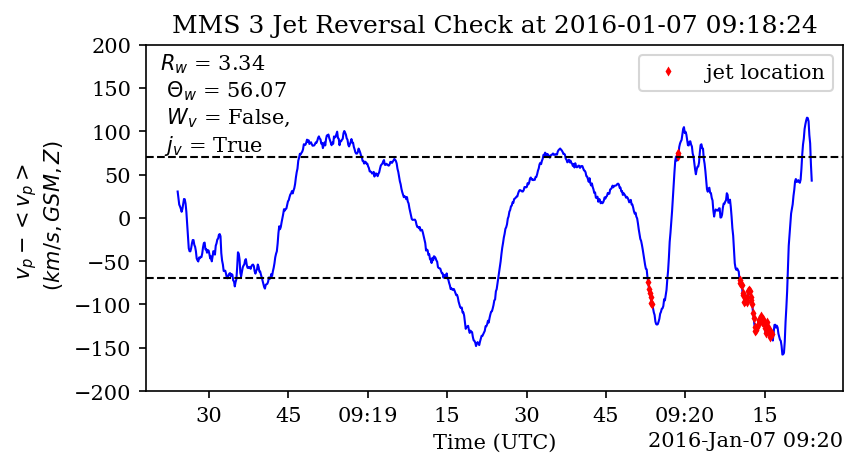 MMS 3 Jet Reversal Check at 2016-01-07 09:18:24
R_w = 3.34
Θ_w = 56.07
W_v = False,
j_v = True
jet location
v_p − < v_p >
(km/s, GSM, Z)
200
150
100
50
0
−50
−100
−150
−200
30 45 09:19 15 30 45 09:20 15
Time (UTC)
2016-Jan-07 09:20